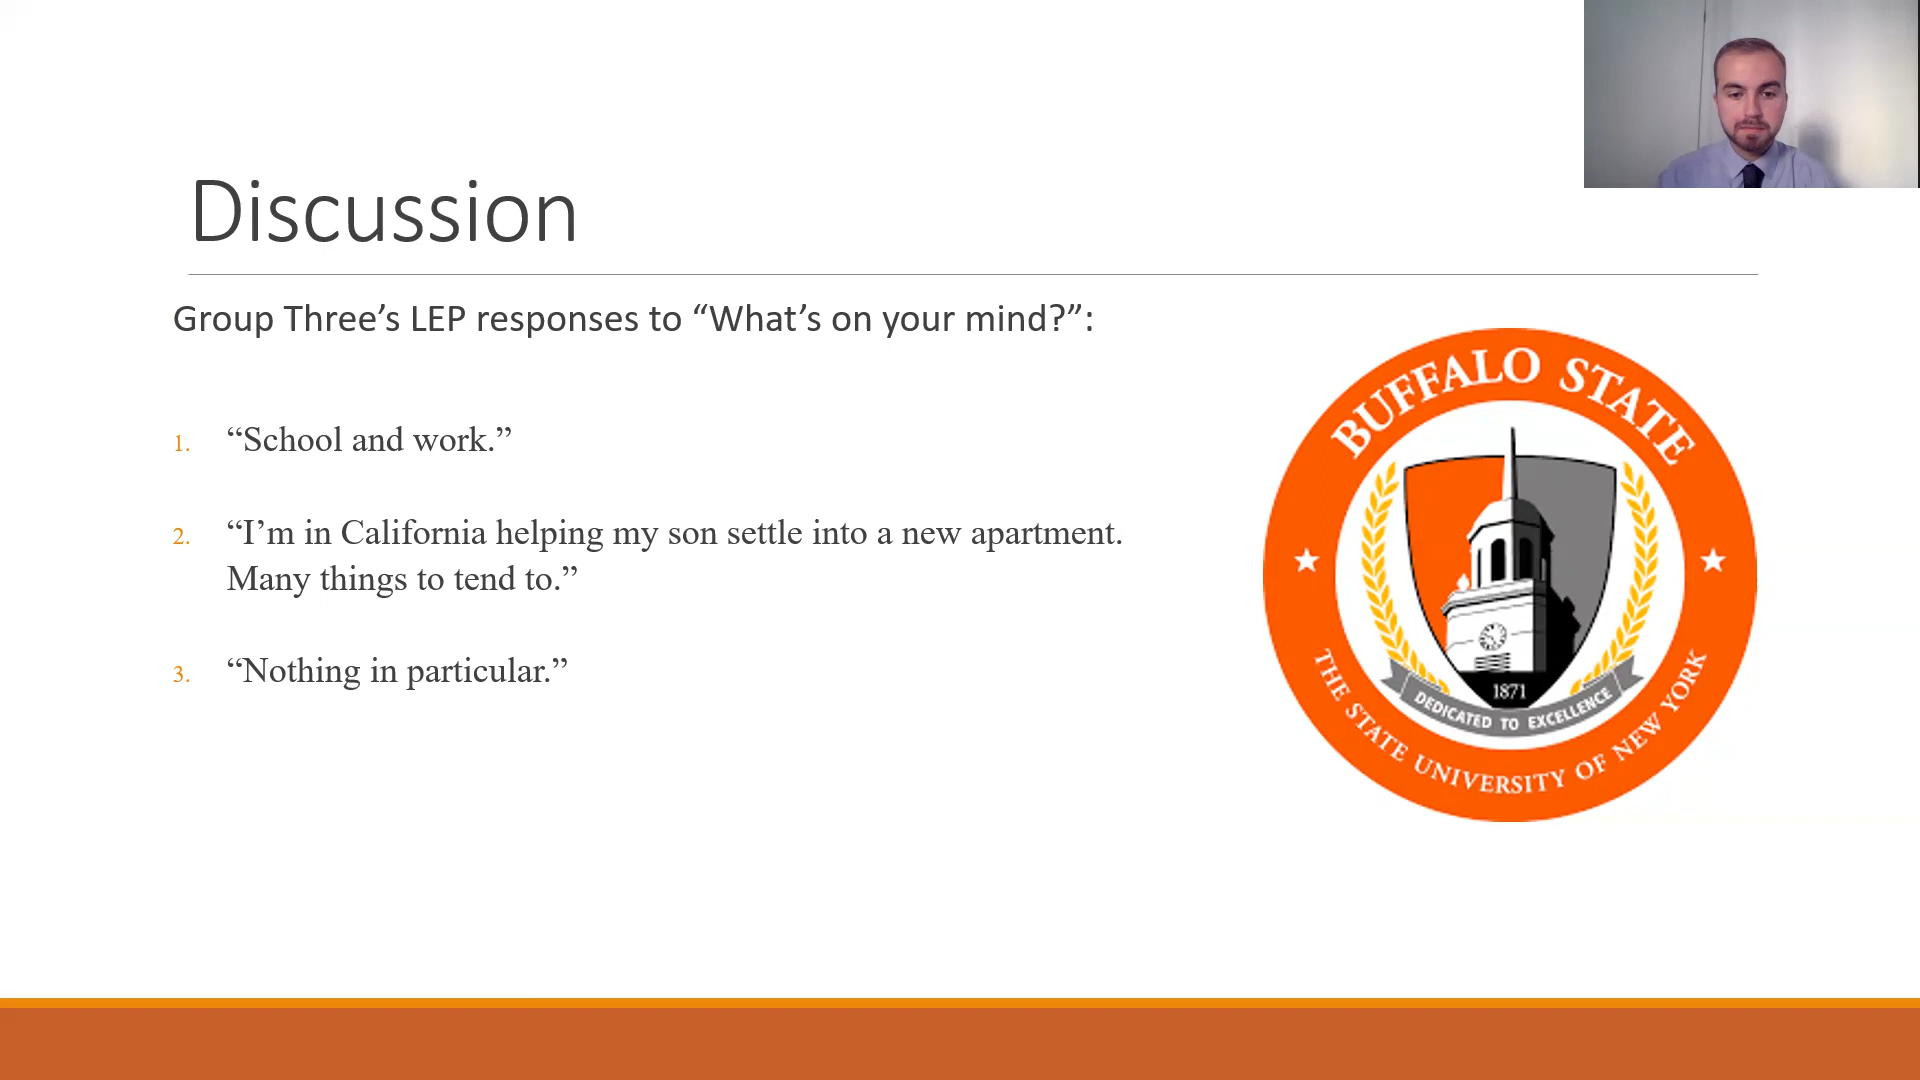 Discussion
Group Three’s LEP responses to “What’s on your mind?”:
1. “School and work.”
2. “I’m in California helping my son settle into a new apartment.
Many things to tend to.”
3. “Nothing in particular.”
BUFFALO STATE
1871
DEDICATED TO EXCELLENCE
THE STATE UNIVERSITY OF NEW YORK